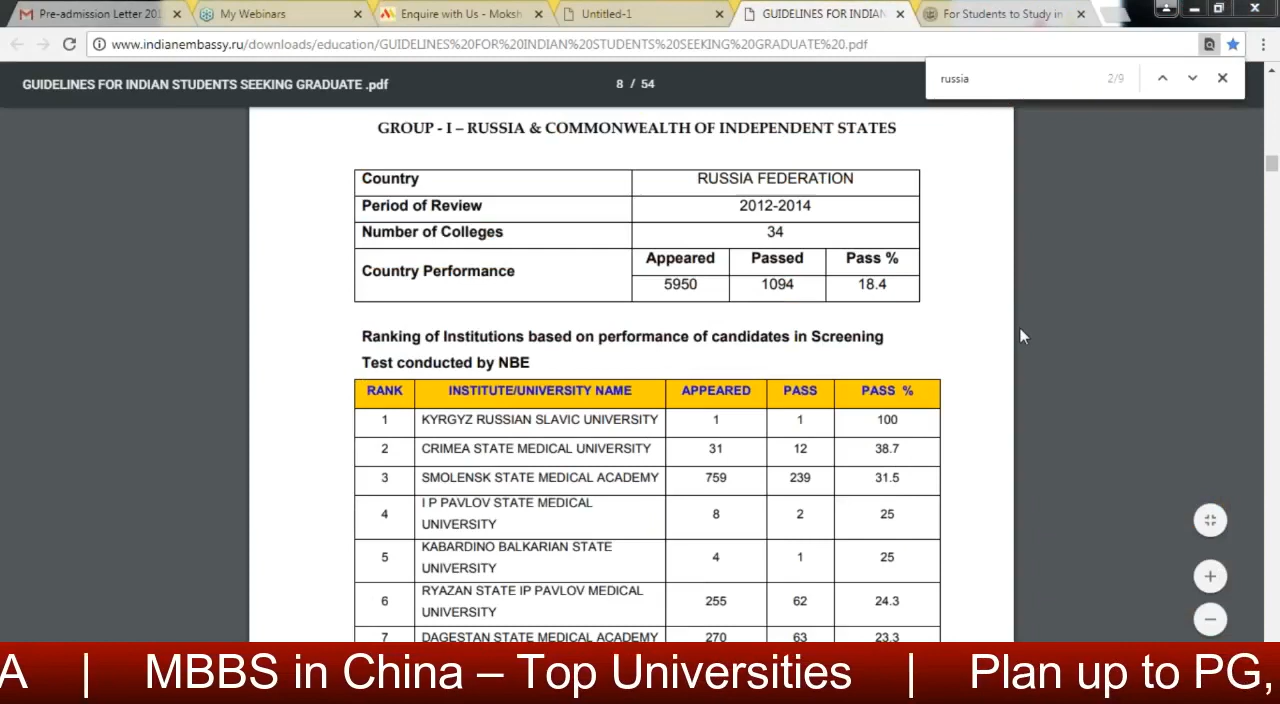 Pre-admission Letter 201
My Webinars
Enquire with Us - Moksh
Untitled-1
GUIDELINES FOR INDIAN
For Students to Study in
www.indianembassy.ru/downloads/education/GUIDELINES%20FOR%20INDIAN%20STUDENTS%20SEEKING%20GRADUATE%20.pdf
GUIDELINES FOR INDIAN STUDENTS SEEKING GRADUATE .pdf
8 / 54
russia
2/9
GROUP - I – RUSSIA & COMMONWEALTH OF INDEPENDENT STATES
Country RUSSIA FEDERATION
Period of Review 2012-2014
Number of Colleges 34
Country Performance
Appeared Passed Pass %
5950 1094 18.4
Ranking of Institutions based on performance of candidates in Screening
Test conducted by NBE
RANK INSTITUTE/UNIVERSITY NAME APPEARED PASS PASS %
1 KYRGYZ RUSSIAN SLAVIC UNIVERSITY 1 1 100
2 CRIMEA STATE MEDICAL UNIVERSITY 31 12 38.7
3 SMOLENSK STATE MEDICAL ACADEMY 759 239 31.5
4 I P PAVLOV STATE MEDICAL
UNIVERSITY 8 2 25
5 KABARDINO BALKARIAN STATE
UNIVERSITY 4 1 25
6 RYAZAN STATE IP PAVLOV MEDICAL
UNIVERSITY 255 62 24.3
7 DAGESTAN STATE MEDICAL ACADEMY 270 63 23.3
A | MBBS in China – Top Universities | Plan up to PG,